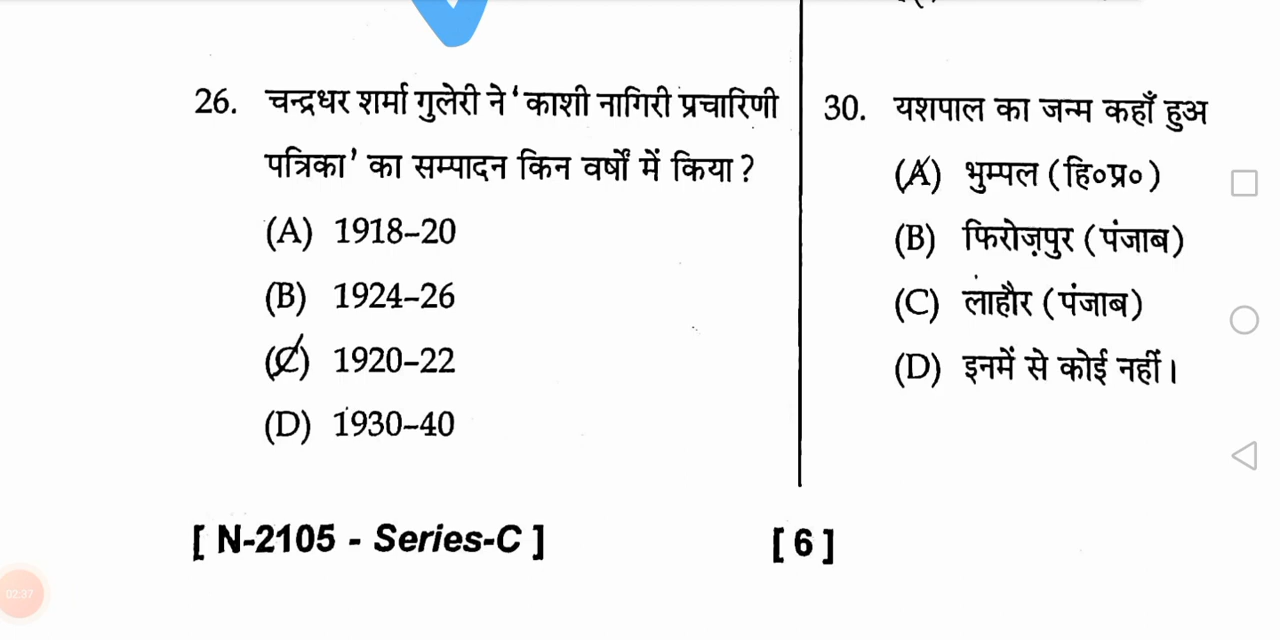 26. चन्द्रधर शर्मा गुलेरी ने 'काशी नागिरी प्रचारिणी
पत्रिका' का सम्पादन किन वर्षों में किया ?
(A) 1918–20
(B) 1924–26
(C) 1920–22
(D) 1930–40
30. यशपाल का जन्म कहाँ हुअ
(A) भुम्पल (हि०प्र०)
(B) फिरोज़पुर (पंजाब)
(C) लाहौर (पंजाब)
(D) इनमें से कोई नहीं।
[ N-2105 - Series-C ]
[ 6 ]
02:37